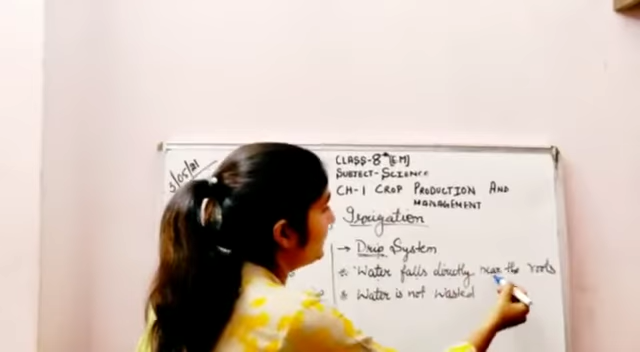 3/05/21
CLASS-8th [EM]
SUBJECT-SCIENCE
CH-1 CROP PRODUCTION AND
MANAGEMENT
Irrigation
→ Drip System
* Water falls directly near the roots
* Water is not wasted